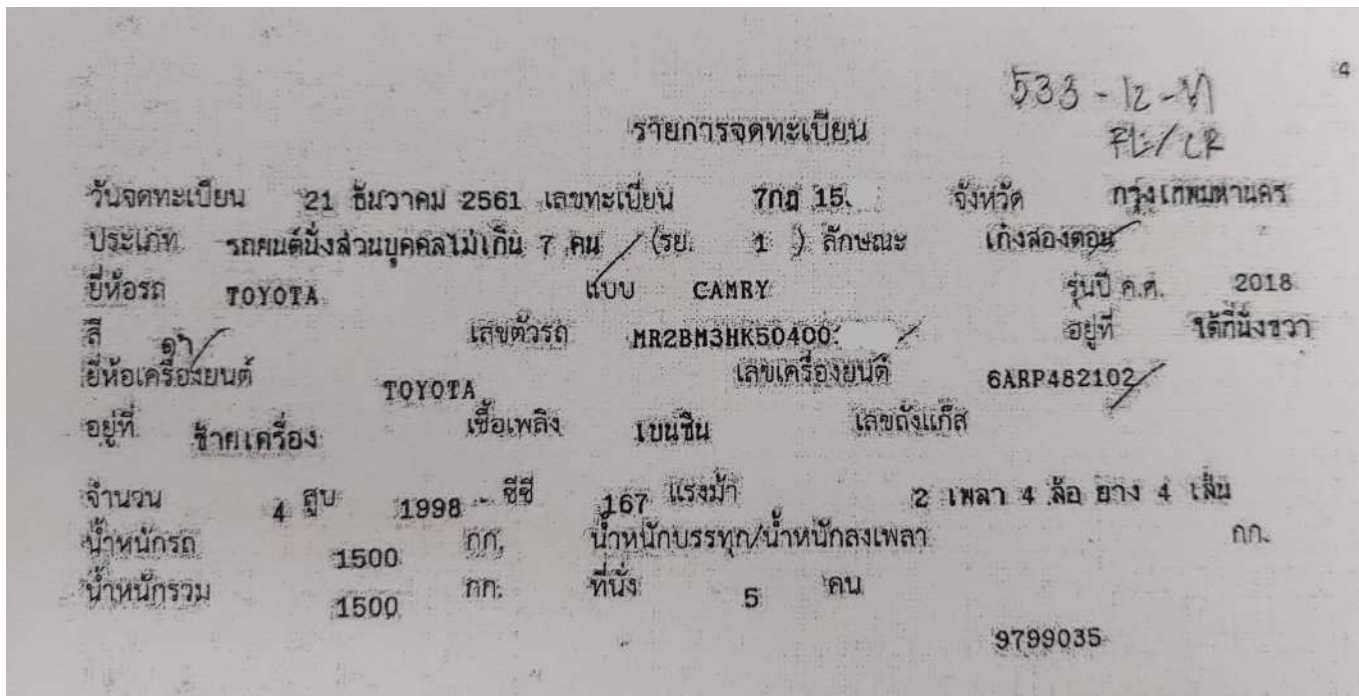 4
533 - 12 -
FL/CR
รายการจดทะเบียน
วันจดทะเบียน 21 ธันวาคม 2561 เลขทะเบียน 7กฎ 15 จังหวัด กรุงเทพมหานคร
ประเภท รถยนต์นั่งส่วนบุคคลไม่เกิน 7 คน (รย. 1 ) ลักษณะ เก๋งสองตอน
ยี่ห้อรถ TOYOTA แบบ CAMRY รุ่นปี ค.ศ. 2018
สี ดำ เลขตัวรถ MR2BM3HK50400 อยู่ที่ ใต้ที่นั่งขวา
ยี่ห้อเครื่องยนต์ TOYOTA เลขเครื่องยนต์ 6ARP482102
อยู่ที่ ซ้ายเครื่อง เชื้อเพลิง เบนซิน เลขถังแก๊ส
จำนวน 4 สูบ 1998 ซีซี 167 แรงม้า 2 เพลา 4 ล้อ ยาง 4 เส้น
น้ำหนักรถ 1500 กก. น้ำหนักบรรทุก/น้ำหนักลงเพลา กก.
น้ำหนักรวม 1500 กก. ที่นั่ง 5 คน
9799035